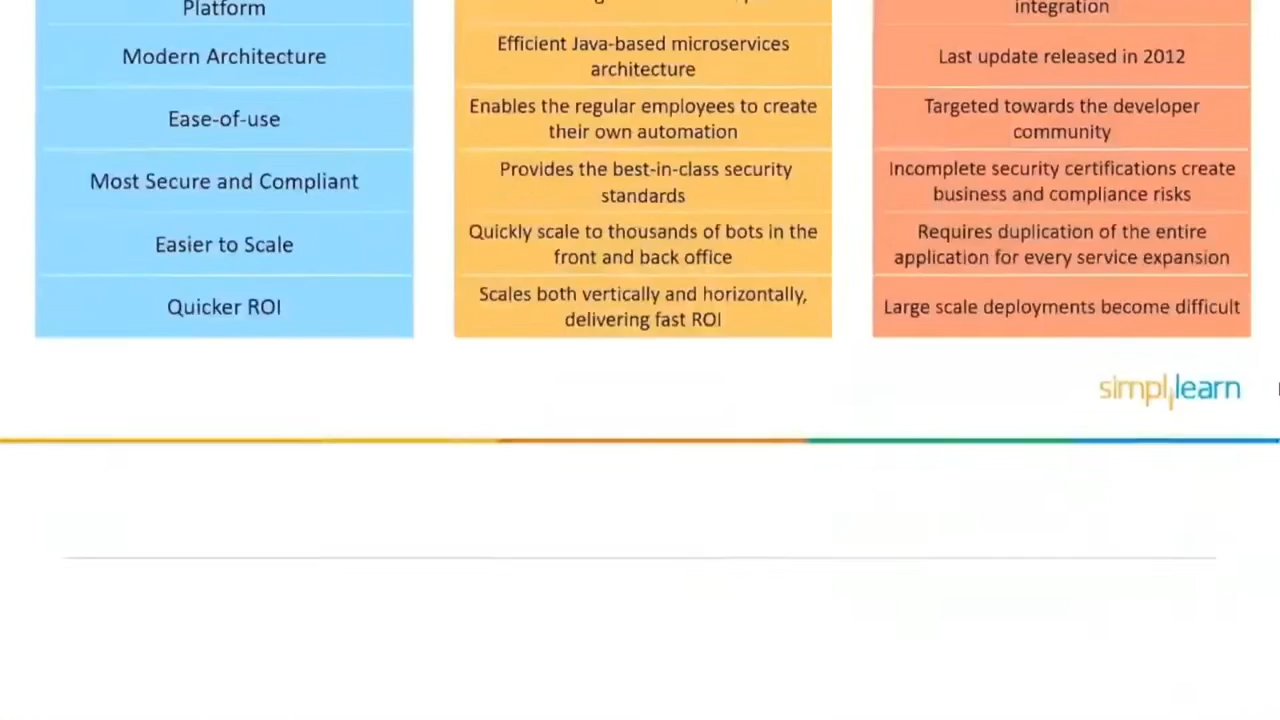 Platform
integration
Modern Architecture
Efficient Java-based microservices
architecture
Last update released in 2012
Ease-of-use
Enables the regular employees to create
their own automation
Targeted towards the developer
community
Most Secure and Compliant
Provides the best-in-class security
standards
Incomplete security certifications create
business and compliance risks
Easier to Scale
Quickly scale to thousands of bots in the
front and back office
Requires duplication of the entire
application for every service expansion
Quicker ROI
Scales both vertically and horizontally,
delivering fast ROI
Large scale deployments become difficult
simplilearn